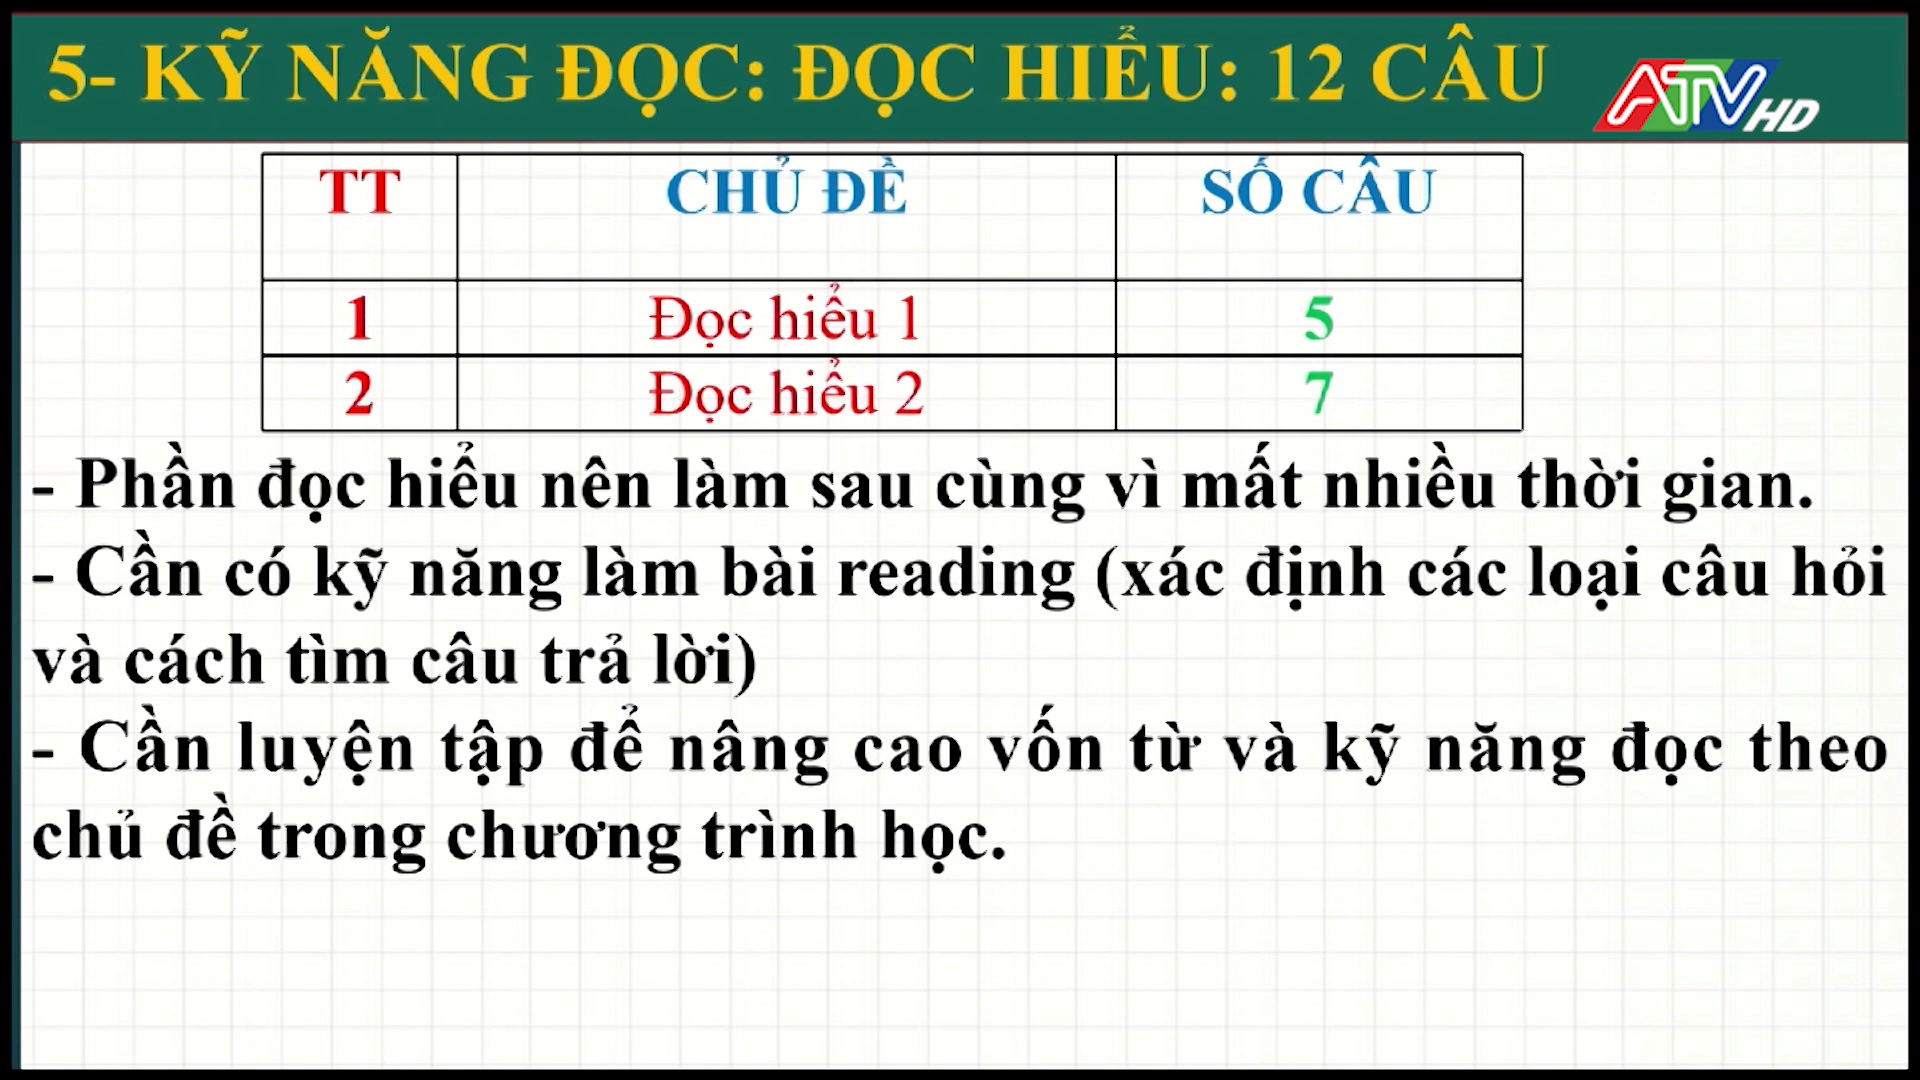 5- KỸ NĂNG ĐỌC: ĐỌC HIỂU: 12 CÂU
ATV HD
TT CHỦ ĐỀ SỐ CÂU
1 Đọc hiểu 1 5
2 Đọc hiểu 2 7
- Phần đọc hiểu nên làm sau cùng vì mất nhiều thời gian.
- Cần có kỹ năng làm bài reading (xác định các loại câu hỏi
và cách tìm câu trả lời)
- Cần luyện tập để nâng cao vốn từ và kỹ năng đọc theo
chủ đề trong chương trình học.